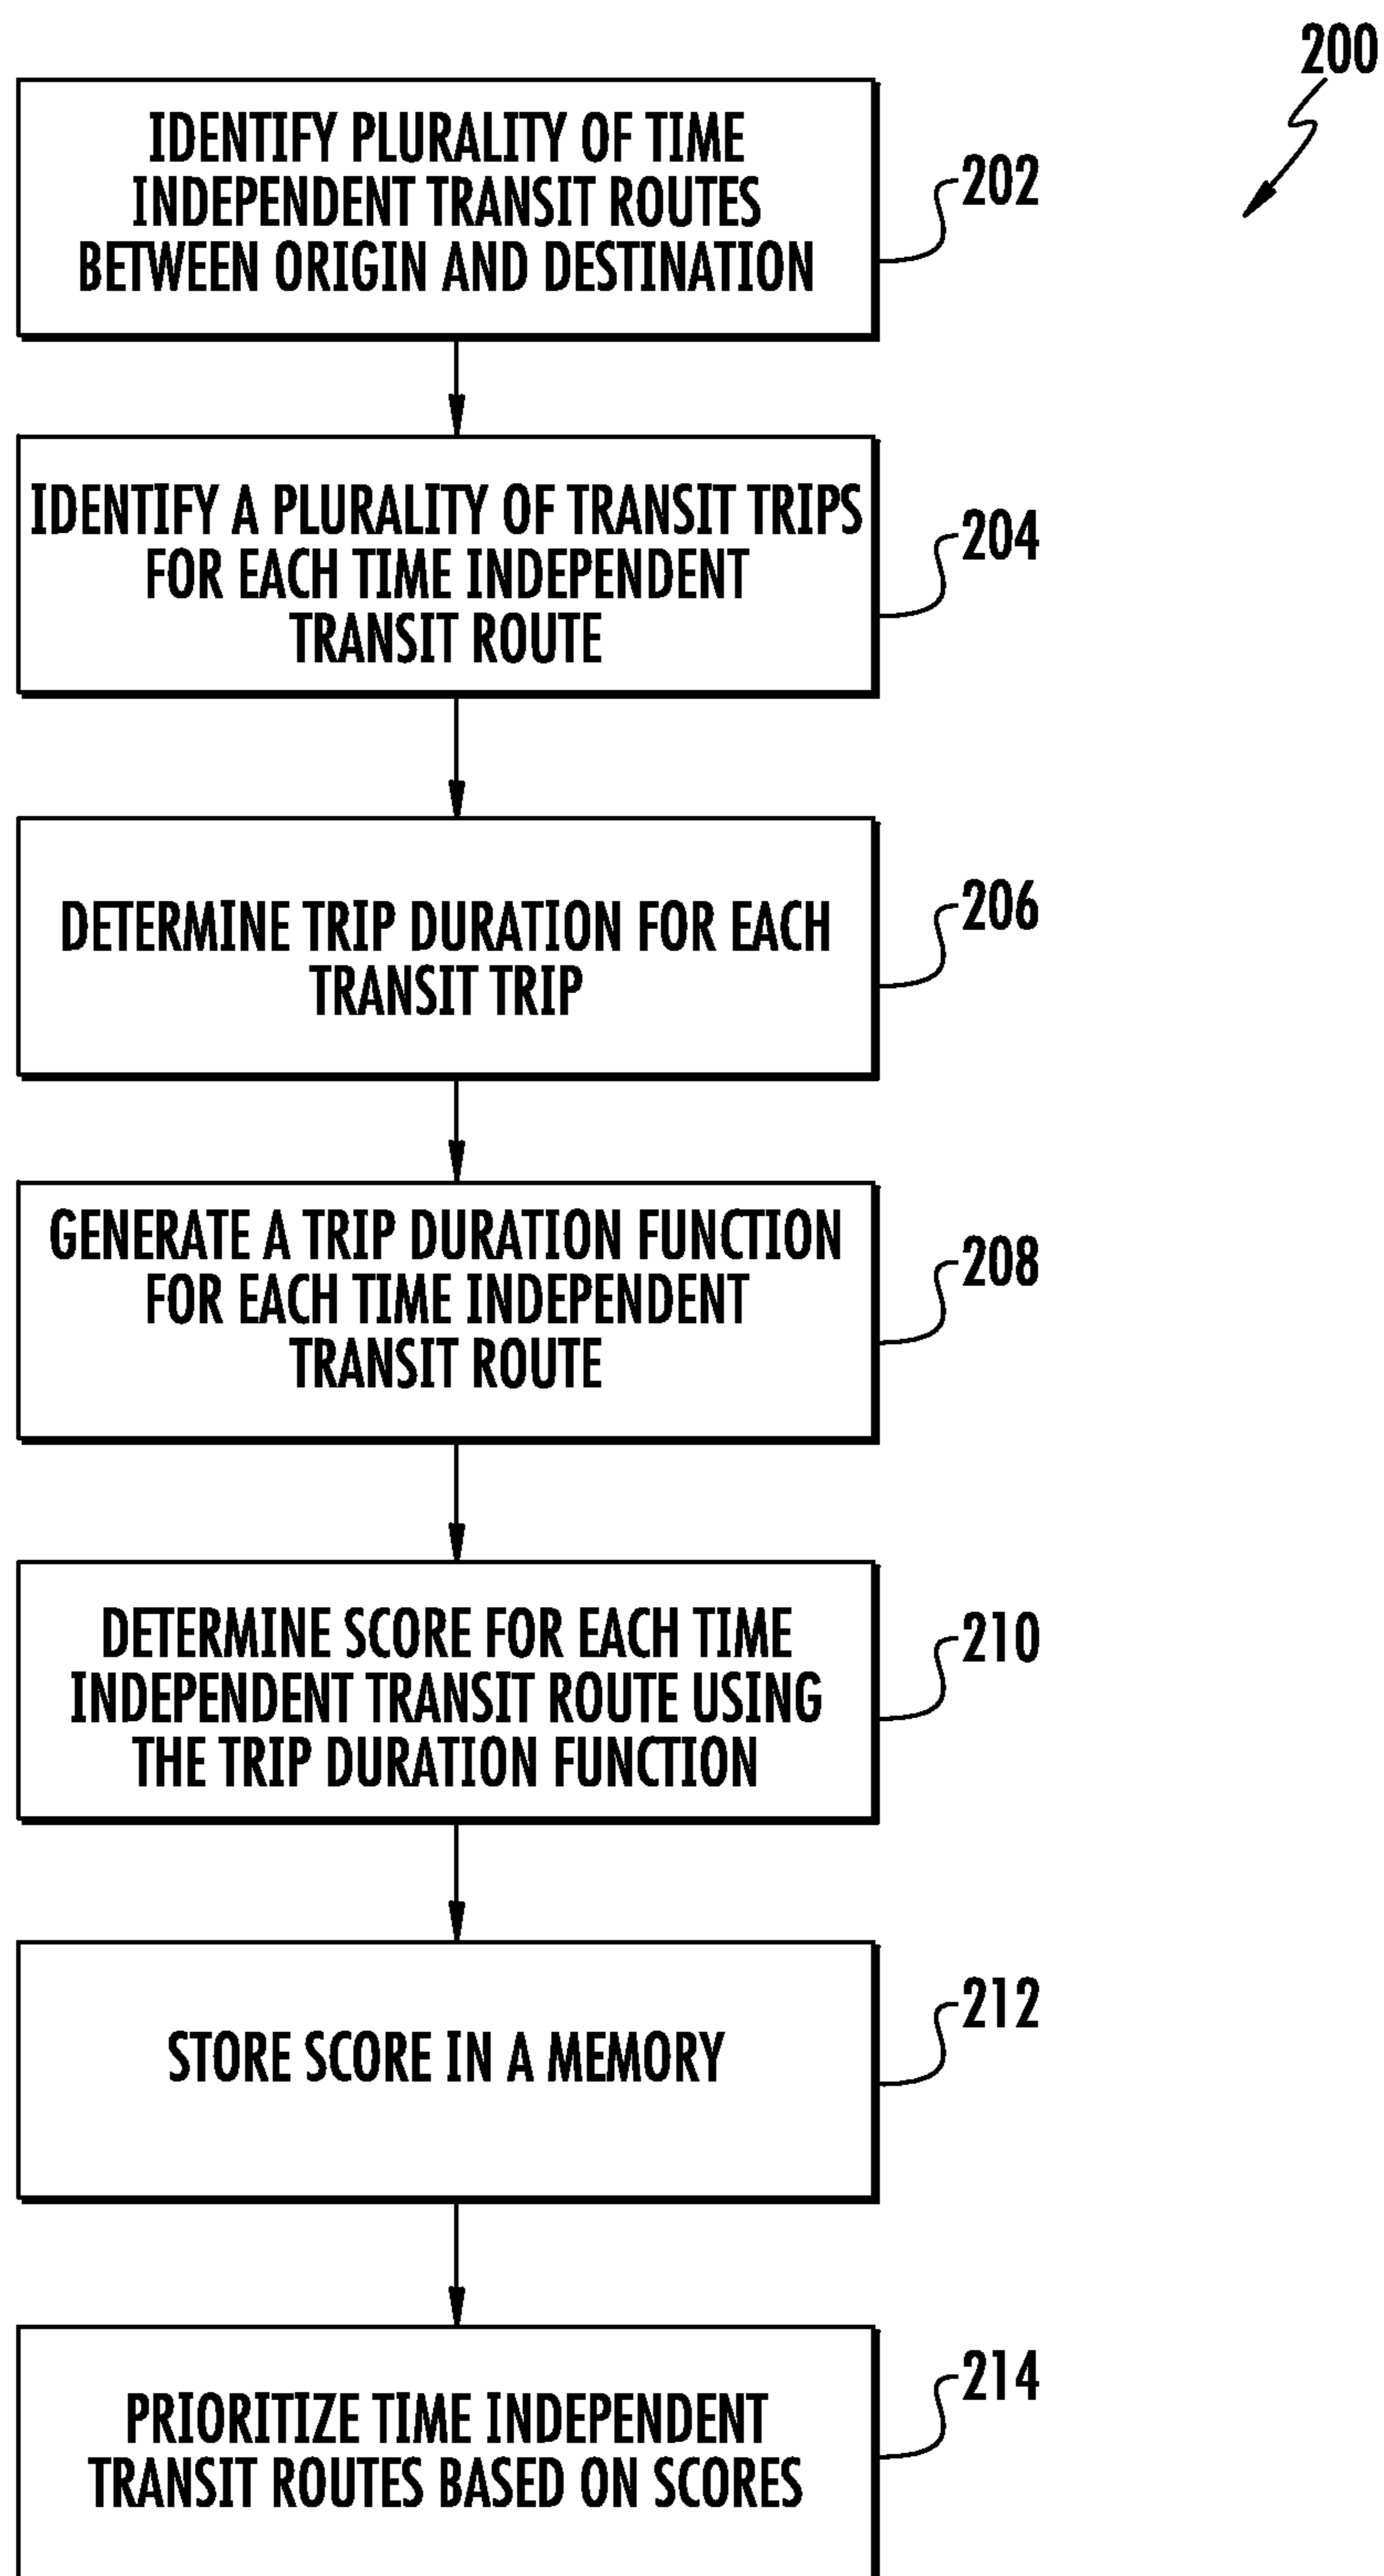 200
IDENTIFY PLURALITY OF TIME
INDEPENDENT TRANSIT ROUTES
BETWEEN ORIGIN AND DESTINATION
202
IDENTIFY A PLURALITY OF TRANSIT TRIPS
FOR EACH TIME INDEPENDENT
TRANSIT ROUTE
204
DETERMINE TRIP DURATION FOR EACH
TRANSIT TRIP
206
GENERATE A TRIP DURATION FUNCTION
FOR EACH TIME INDEPENDENT
TRANSIT ROUTE
208
DETERMINE SCORE FOR EACH TIME
INDEPENDENT TRANSIT ROUTE USING
THE TRIP DURATION FUNCTION
210
STORE SCORE IN A MEMORY
212
PRIORITIZE TIME INDEPENDENT
TRANSIT ROUTES BASED ON SCORES
214